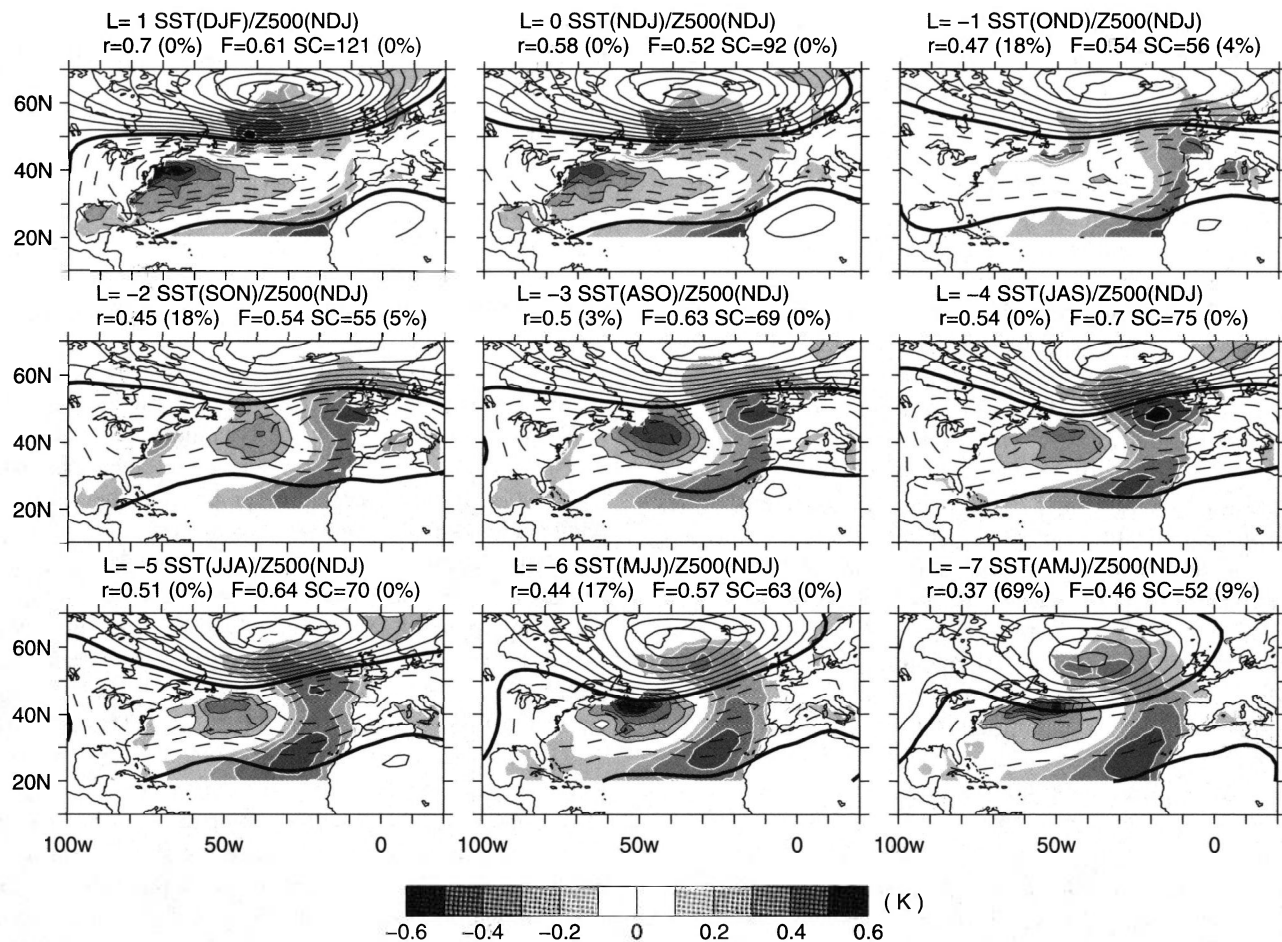 L= 1 SST(DJF)/Z500(NDJ)
r=0.7 (0%) F=0.61 SC=121 (0%)
L= 0 SST(NDJ)/Z500(NDJ)
r=0.58 (0%) F=0.52 SC=92 (0%)
L= −1 SST(OND)/Z500(NDJ)
r=0.47 (18%) F=0.54 SC=56 (4%)
60N
40N
20N
L= −2 SST(SON)/Z500(NDJ)
r=0.45 (18%) F=0.54 SC=55 (5%)
L= −3 SST(ASO)/Z500(NDJ)
r=0.5 (3%) F=0.63 SC=69 (0%)
L= −4 SST(JAS)/Z500(NDJ)
r=0.54 (0%) F=0.7 SC=75 (0%)
60N
40N
20N
L= −5 SST(JJA)/Z500(NDJ)
r=0.51 (0%) F=0.64 SC=70 (0%)
L= −6 SST(MJJ)/Z500(NDJ)
r=0.44 (17%) F=0.57 SC=63 (0%)
L= −7 SST(AMJ)/Z500(NDJ)
r=0.37 (69%) F=0.46 SC=52 (9%)
60N
40N
20N
100w 50w 0 100w 50w 0 100w 50w 0
(K)
−0.6 −0.4 −0.2 0 0.2 0.4 0.6